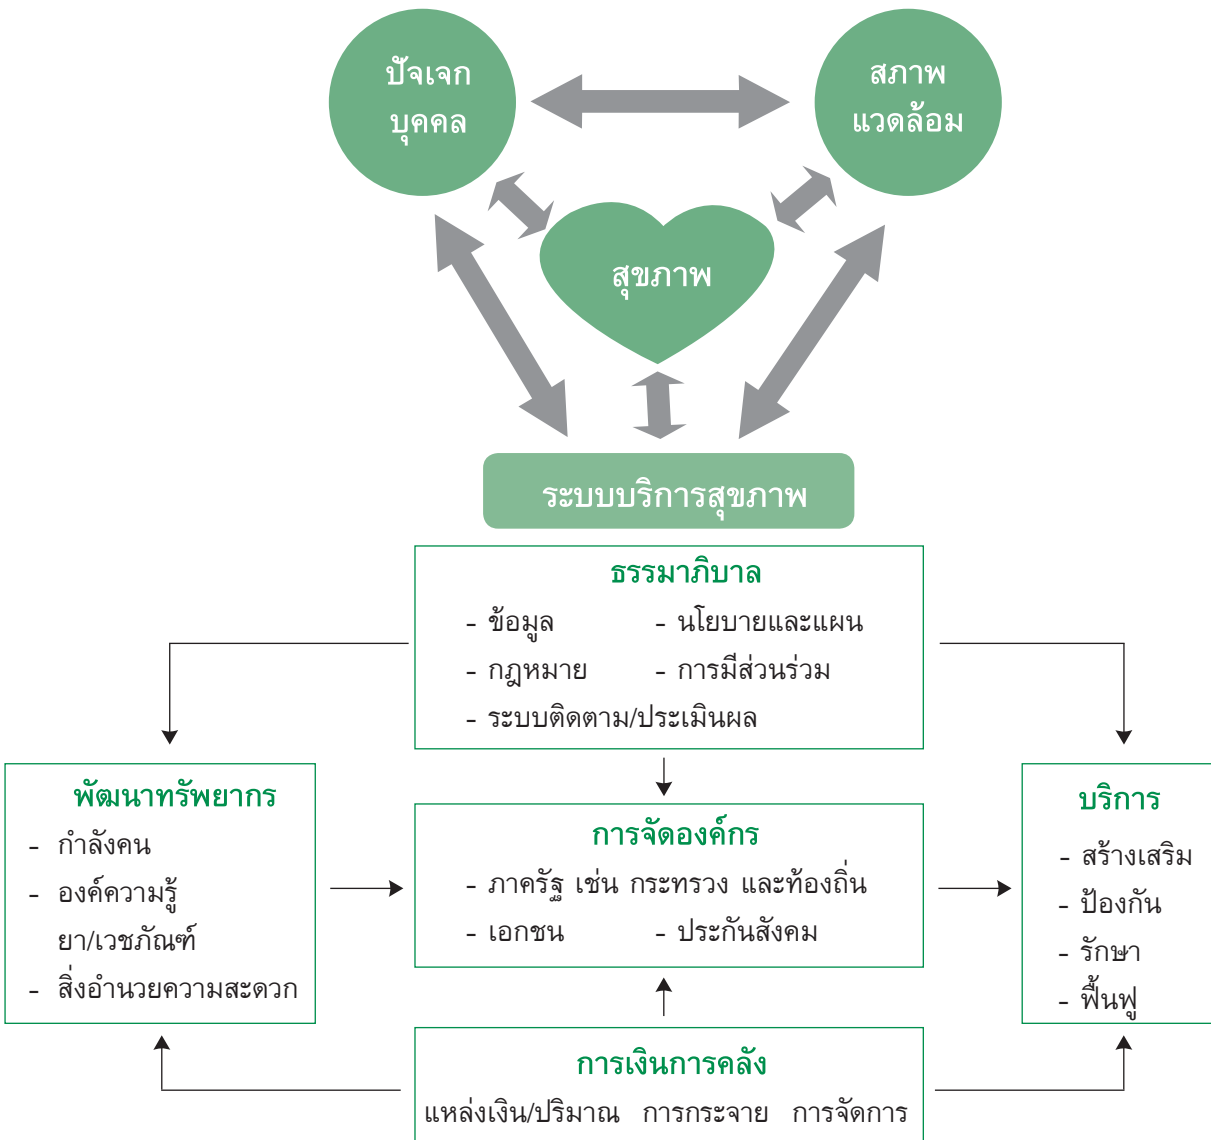 ปัจเจก
บุคคล
สภาพ
แวดล้อม
สุขภาพ
ระบบบริการสุขภาพ
ธรรมาภิบาล
- ข้อมูล - นโยบายและแผน
- กฎหมาย - การมีส่วนร่วม
- ระบบติดตาม/ประเมินผล
พัฒนาทรัพยากร
- กำลังคน
- องค์ความรู้
ยา/เวชภัณฑ์
- สิ่งอำนวยความสะดวก
การจัดองค์กร
- ภาครัฐ เช่น กระทรวง และท้องถิ่น
- เอกชน - ประกันสังคม
บริการ
- สร้างเสริม
- ป้องกัน
- รักษา
- ฟื้นฟู
การเงินการคลัง
แหล่งเงิน/ปริมาณ การกระจาย การจัดการ